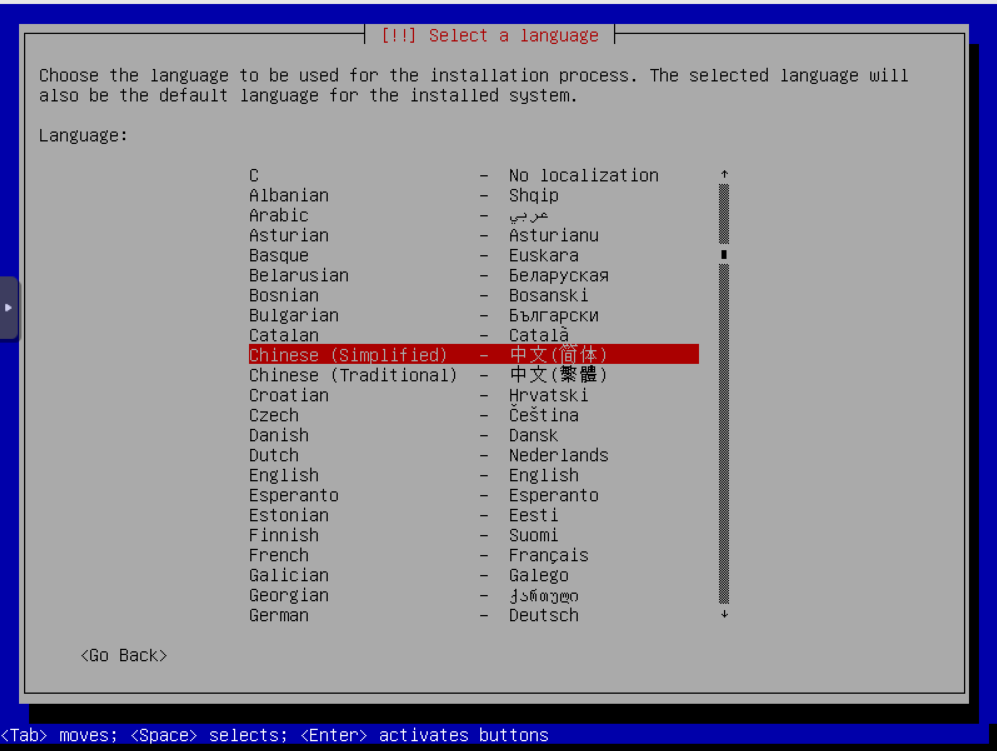 [!!] Select a language
Choose the language to be used for the installation process. The selected language will
also be the default language for the installed system.
Language:
C - No localization
Albanian - Shqip
Arabic - عربي
Asturian - Asturianu
Basque - Euskara
Belarusian - Беларуская
Bosnian - Bosanski
Bulgarian - Български
Catalan - Català
Chinese (Simplified) - 中文(简体)
Chinese (Traditional) - 中文(繁體)
Croatian - Hrvatski
Czech - Čeština
Danish - Dansk
Dutch - Nederlands
English - English
Esperanto - Esperanto
Estonian - Eesti
Finnish - Suomi
French - Français
Galician - Galego
Georgian - ქართული
German - Deutsch
<Go Back>
<Tab> moves; <Space> selects; <Enter> activates buttons